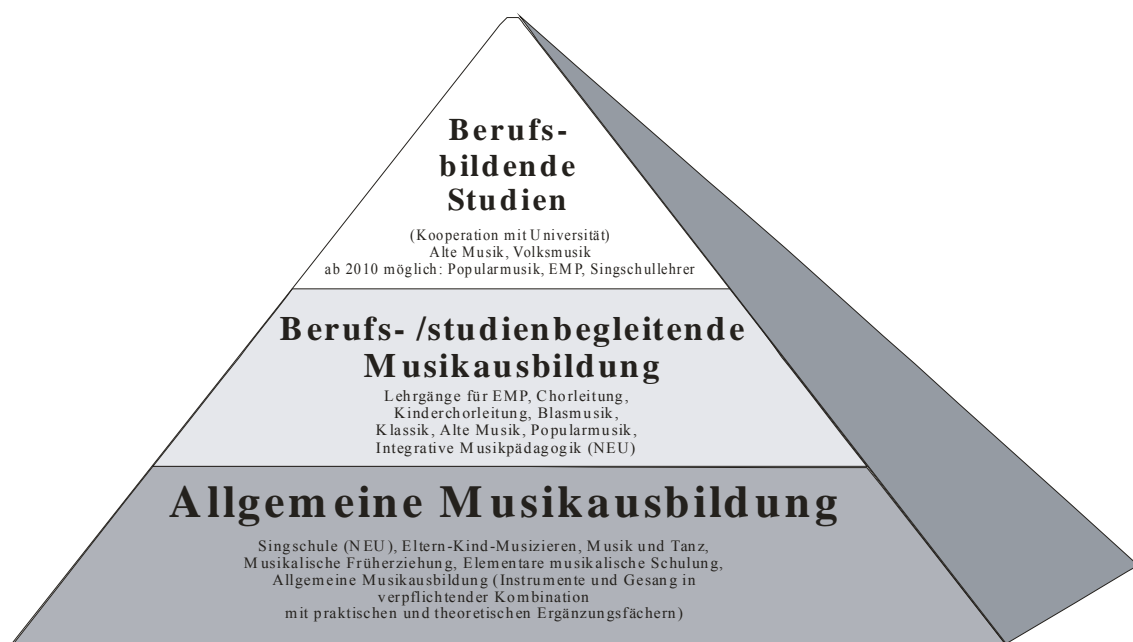 Berufs-
bildende
Studien
(Kooperation mit Universität)
Alte Musik, Volksmusik
ab 2010 möglich: Popularmusik, EMP, Singschullehrer
Berufs- /studienbegleitende
Musikausbildung
Lehrgänge für EMP, Chorleitung,
Kinderchorleitung, Blasmusik,
Klassik, Alte Musik, Popularmusik,
Integrative Musikpädagogik (NEU)
Allgemeine Musikausbildung
Singschule (NEU), Eltern-Kind-Musizieren, Musik und Tanz,
Musikalische Früherziehung, Elementare musikalische Schulung,
Allgemeine Musikausbildung (Instrumente und Gesang in
verpflichtender Kombination
mit praktischen und theoretischen Ergänzungsfächern)